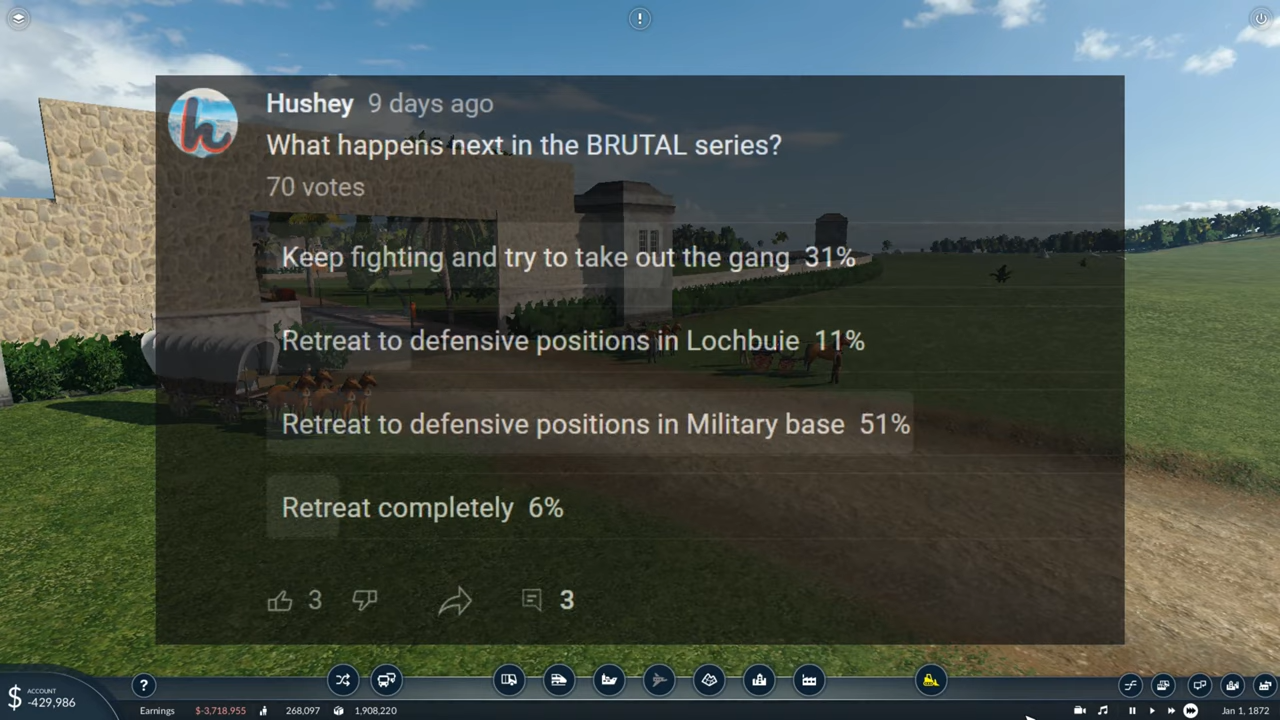 Hushey 9 days ago
What happens next in the BRUTAL series?
70 votes
Keep fighting and try to take out the gang 31%
Retreat to defensive positions in Lochbuie 11%
Retreat to defensive positions in Military base 51%
Retreat completely 6%
3 3
?
$ ACCOUNT
-429,986
Earnings $-3,718,955 268,097 1,908,220 Jan 1, 1872